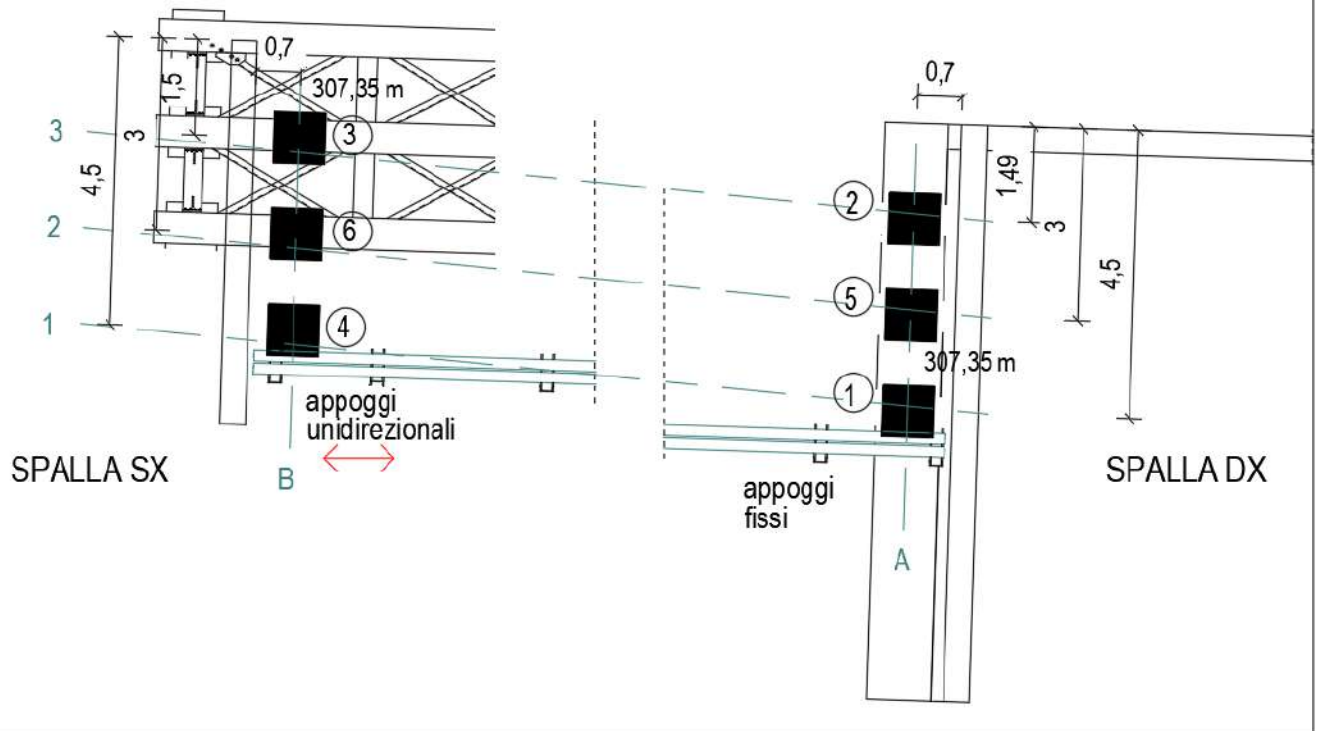 0,7
307,35 m
1,5
3
4,5
3
2
1
3
6
4
appoggi
unidirezionali
SPALLA SX
B
0,7
1,49
3
4,5
2
5
1
307,35 m
appoggi
fissi
SPALLA DX
A